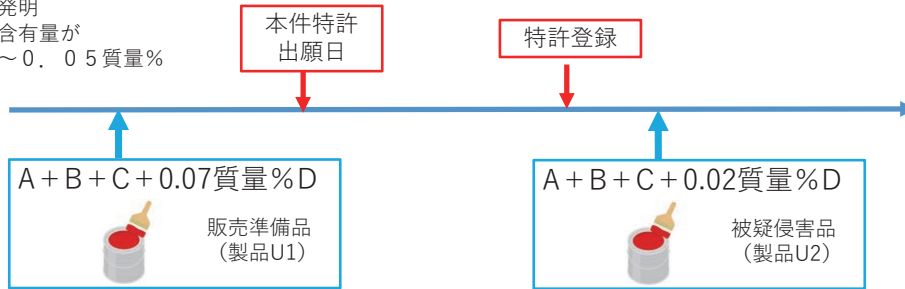 発明
含有量が
～０．０５質量%
本件特許
出願日
特許登録
A＋B＋C＋0.07質量％D
販売準備品
（製品U1）
A＋B＋C＋0.02質量％D
被疑侵害品
（製品U2）